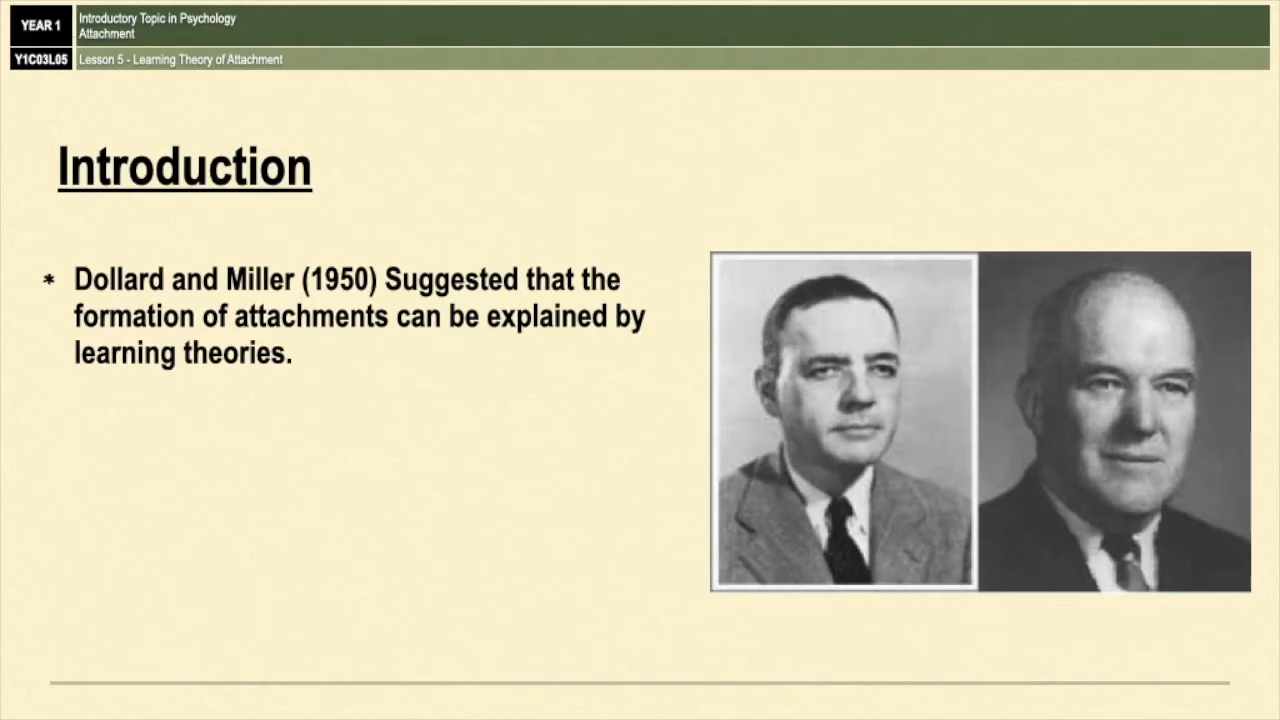 YEAR 1
Introductory Topic in Psychology
Attachment
Y1C03L05
Lesson 5 - Learning Theory of Attachment
Introduction
* Dollard and Miller (1950) Suggested that the
formation of attachments can be explained by
learning theories.